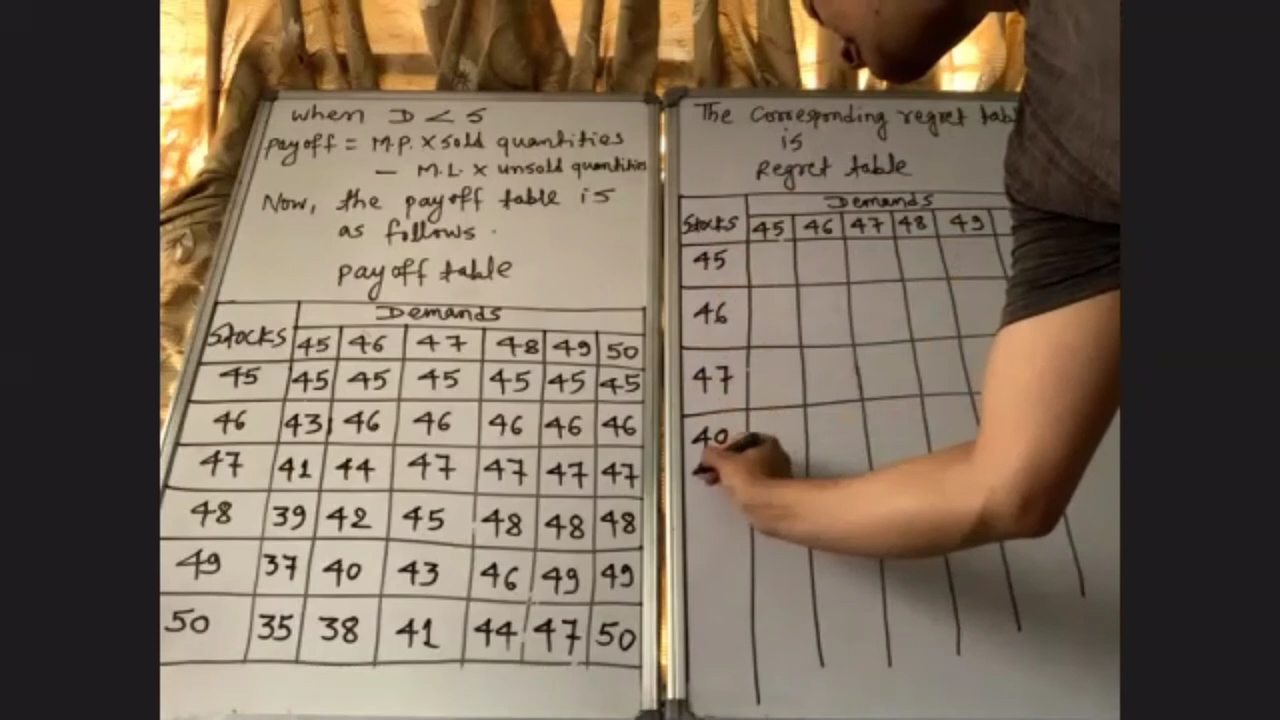 when D < S
payoff = M.P. × sold quantities
— M.L. × unsold quantities
Now, the payoff table is
as follows.
payoff table
Demands
Stocks 45 46 47 48 49 50
45 45 45 45 45 45 45
46 43 46 46 46 46 46
47 41 44 47 47 47 47
48 39 42 45 48 48 48
49 37 40 43 46 49 49
50 35 38 41 44 47 50
The Corresponding regret tabl
is
Regret table
Demands
Stocks 45 46 47 48 49
45
46
47